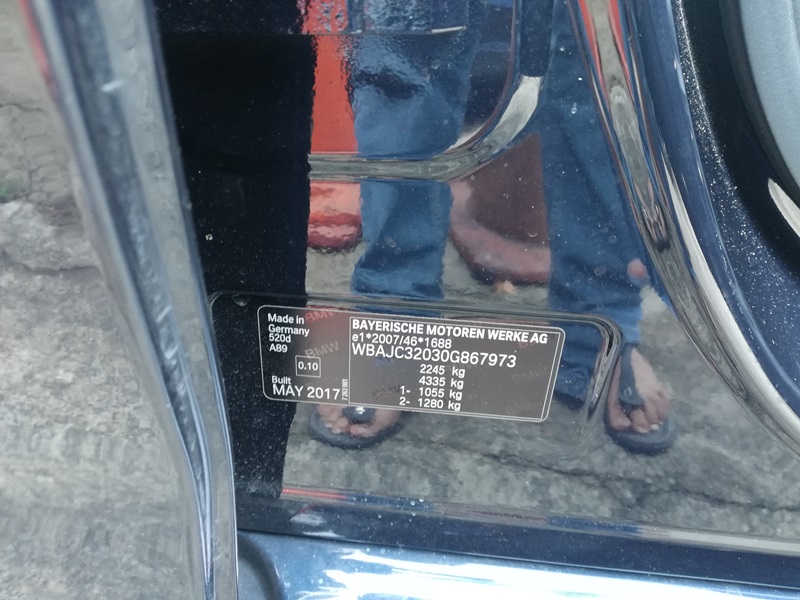 Made in
Germany
520d
A89
0.10
Built
MAY 2017
BAYERISCHE MOTOREN WERKE AG
e1*2007/46*1688
WBAJC32030G867973
2245 kg
4335 kg
1- 1055 kg
2- 1280 kg